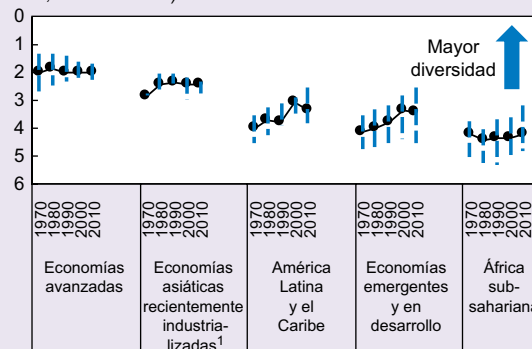 0
1
2
3
4
5
6
Mayor
diversidad
1970
1980
1990
2000
2010
1970
1980
1990
2000
2010
1970
1980
1990
2000
2010
1970
1980
1990
2000
2010
1970
1980
1990
2000
2010
Economías
avanzadas
Economías
asiáticas
recientemente
industria-
lizadas1
América
Latina
y el
Caribe
Economías
emergentes
y en
desarrollo
África
sub-
sahariana